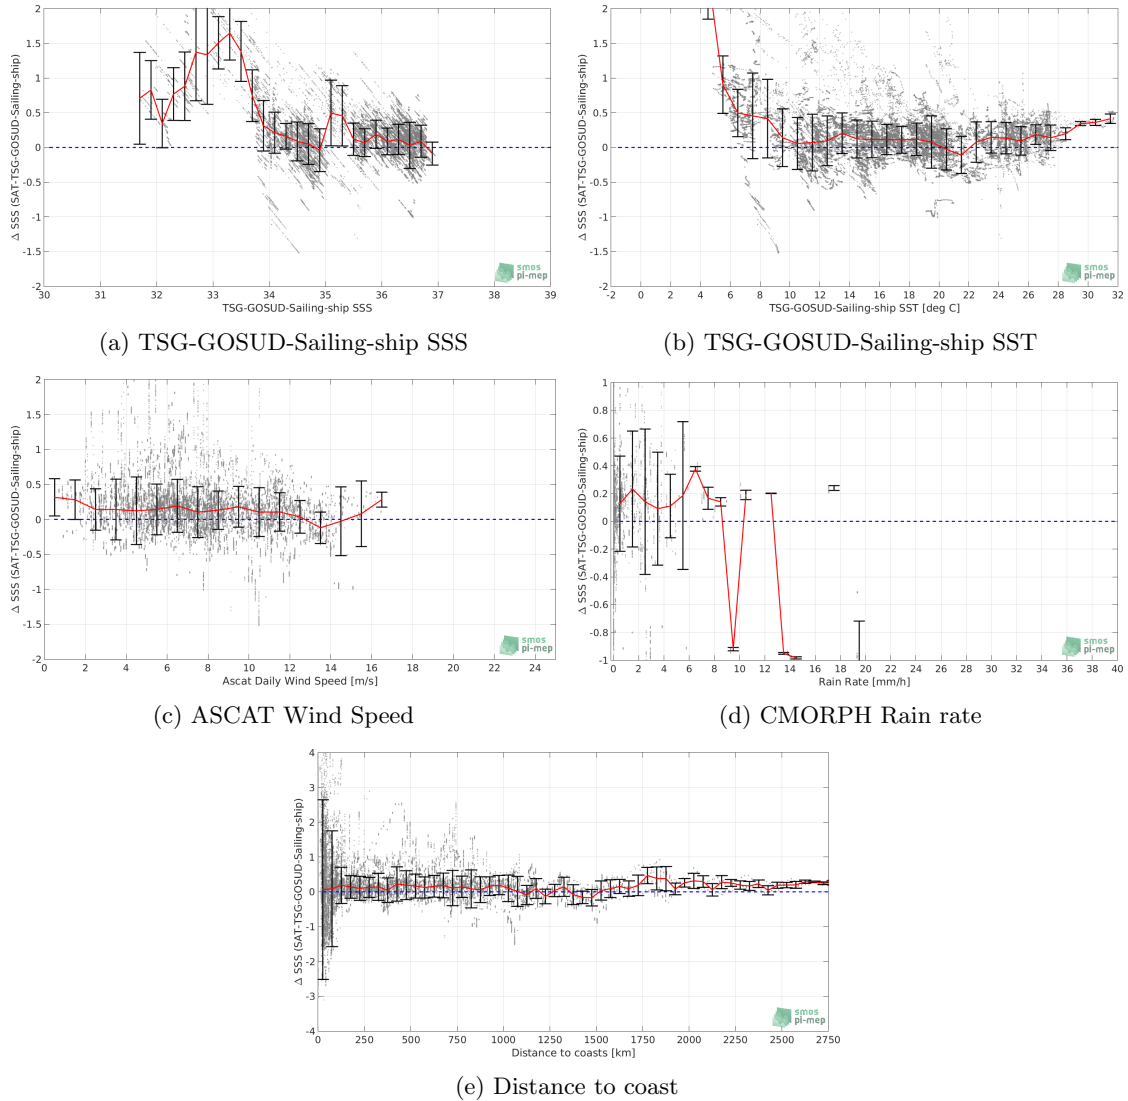 2
1.5
1
0.5
0
-0.5
-1
-1.5
-2
Δ SSS (SAT-TSG-GOSUD-Sailing-ship)
30 31 32 33 34 35 36 37 38 39
TSG-GOSUD-Sailing-ship SSS
smos
pi-mep
(a) TSG-GOSUD-Sailing-ship SSS
2
1.5
1
0.5
0
-0.5
-1
-1.5
-2
Δ SSS (SAT-TSG-GOSUD-Sailing-ship)
-2 0 2 4 6 8 10 12 14 16 18 20 22 24 26 28 30 32
TSG-GOSUD-Sailing-ship SST [deg C]
smos
pi-mep
(b) TSG-GOSUD-Sailing-ship SST
2
1.5
1
0.5
0
-0.5
-1
-1.5
-2
Δ SSS (SAT-TSG-GOSUD-Sailing-ship)
0 2 4 6 8 10 12 14 16 18 20 22 24
Ascat Daily Wind Speed [m/s]
smos
pi-mep
(c) ASCAT Wind Speed
1
0.8
0.6
0.4
0.2
0
-0.2
-0.4
-0.6
-0.8
-1
Δ SSS (SAT-TSG-GOSUD-Sailing-ship)
0 2 4 6 8 10 12 14 16 18 20 22 24 26 28 30 32 34 36 38 40
Rain Rate [mm/h]
smos
pi-mep
(d) CMORPH Rain rate
4
3
2
1
0
-1
-2
-3
-4
Δ SSS (SAT-TSG-GOSUD-Sailing-ship)
0 250 500 750 1000 1250 1500 1750 2000 2250 2500 2750
Distance to coasts [km]
smos
pi-mep
(e) Distance to coast